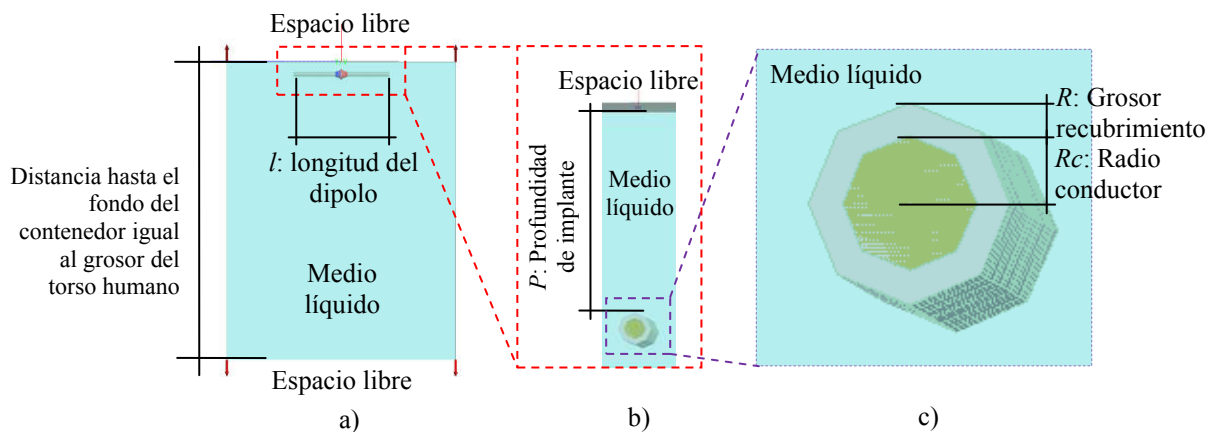 Espacio libre
l: longitud del
dipolo
Distancia hasta el
fondo del
contenedor igual
al grosor del
torso humano
Medio
líquido
Espacio libre
a)
Espacio libre
P: Profundidad
de implante
Medio
líquido
b)
Medio líquido
R: Grosor
recubrimiento
Rc: Radio
conductor
c)